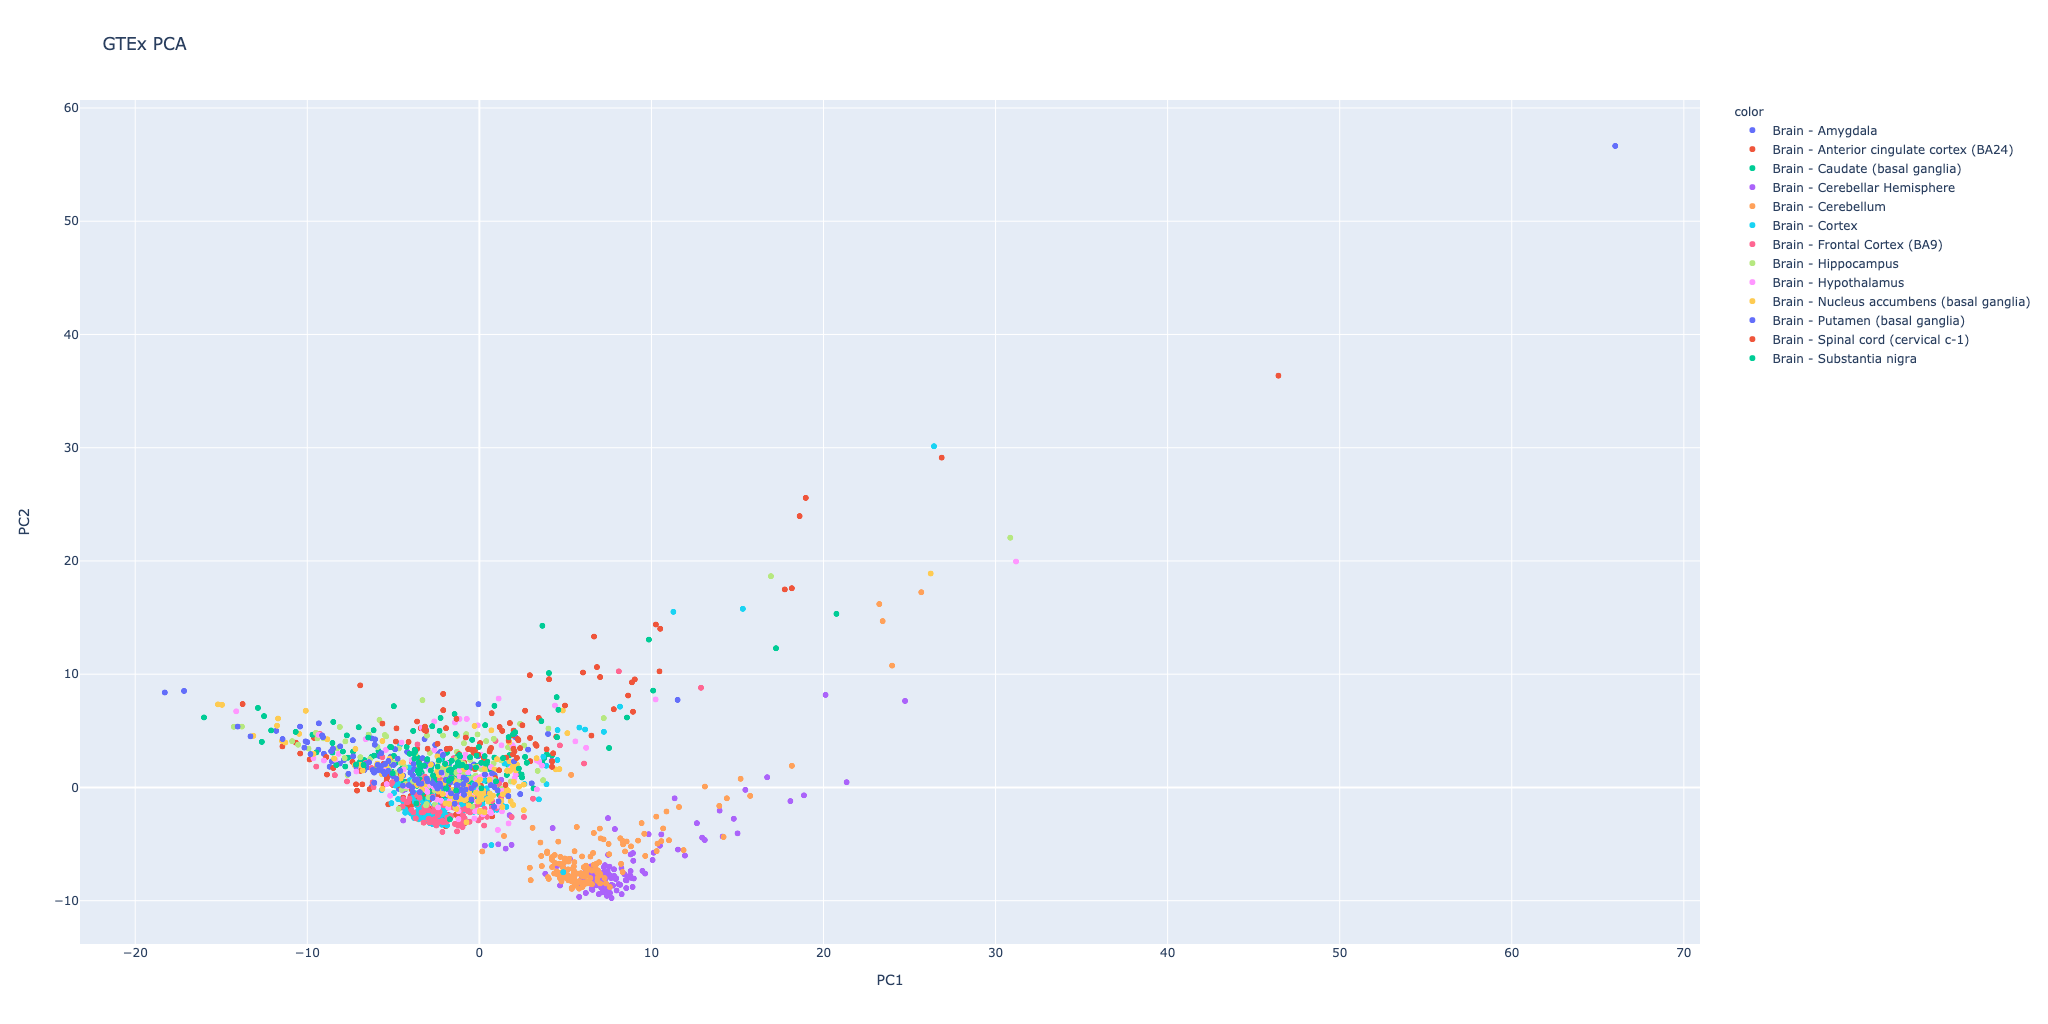 GTEx PCA
60
50
40
30
20
10
0
−10
PC2
−20
−10
0
10
20
30
40
50
60
70
PC1
color
Brain - Amygdala
Brain - Anterior cingulate cortex (BA24)
Brain - Caudate (basal ganglia)
Brain - Cerebellar Hemisphere
Brain - Cerebellum
Brain - Cortex
Brain - Frontal Cortex (BA9)
Brain - Hippocampus
Brain - Hypothalamus
Brain - Nucleus accumbens (basal ganglia)
Brain - Putamen (basal ganglia)
Brain - Spinal cord (cervical c-1)
Brain - Substantia nigra